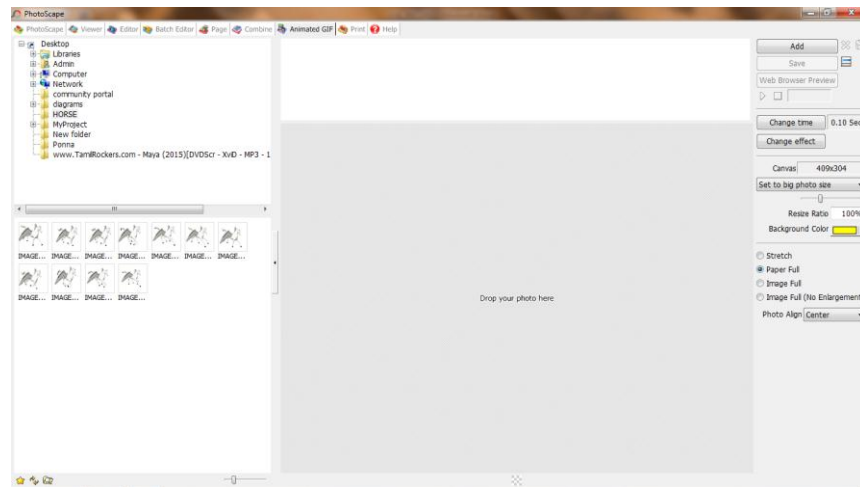 PhotoScape
PhotoScape Viewer Editor Batch Editor Page Combine Animated GIF Print Help
Desktop
Libraries
Admin
Computer
Network
community portal
diagrams
HORSE
MyProject
New folder
Ponna
www.TamilRockers.com - Maya (2015)[DVDScr - XviD - MP3 - 1
IMAGE... IMAGE... IMAGE... IMAGE... IMAGE... IMAGE... IMAGE...
IMAGE... IMAGE... IMAGE... IMAGE...
Drop your photo here
Add
Save
Web Browser Preview
Change time 0.10 Sec
Change effect
Canvas 409x304
Set to big photo size
Resize Ratio 100%
Background Color
Stretch
Paper Full
Image Full
Image Full (No Enlargement
Photo Align Center